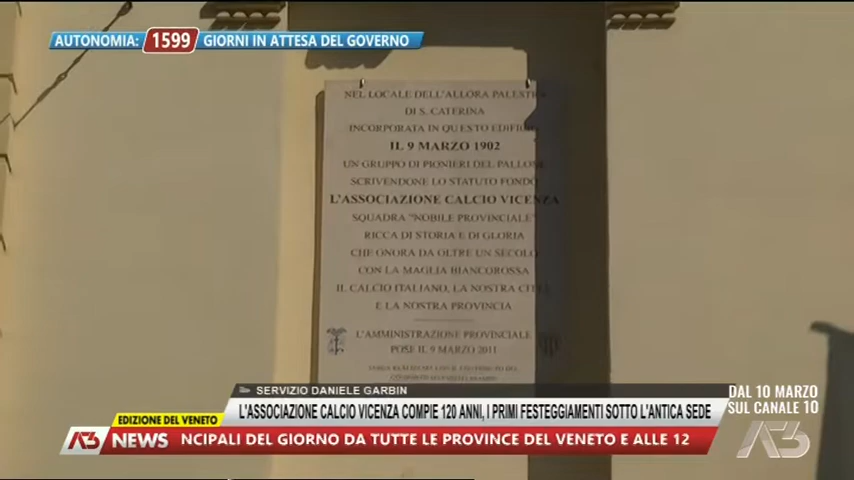 AUTONOMIA: 1599 GIORNI IN ATTESA DEL GOVERNO
NEL LOCALE DELL'ALLORA PALESTRA
DI S. CATERINA
INCORPORATA IN QUESTO EDIFICIO
IL 9 MARZO 1902
UN GRUPPO DI PIONIERI DEL PALLONE
SCRIVENDONE LO STATUTO FONDÒ
L'ASSOCIAZIONE CALCIO VICENZA
SQUADRA "NOBILE PROVINCIALE"
RICCA DI STORIA E DI GLORIA
CHE ONORA DA OLTRE UN SECOLO
CON LA MAGLIA BIANCOROSSA
IL CALCIO ITALIANO, LA NOSTRA CITTÀ
E LA NOSTRA PROVINCIA
L'AMMINISTRAZIONE PROVINCIALE
POSE IL 9 MARZO 2011
SERVIZIO DANIELE GARBIN
L'ASSOCIAZIONE CALCIO VICENZA COMPIE 120 ANNI, I PRIMI FESTEGGIAMENTI SOTTO L'ANTICA SEDE
DAL 10 MARZO
SUL CANALE 10
EDIZIONE DEL VENETO
A3 NEWS NCIPALI DEL GIORNO DA TUTTE LE PROVINCE DEL VENETO E ALLE 12
A3